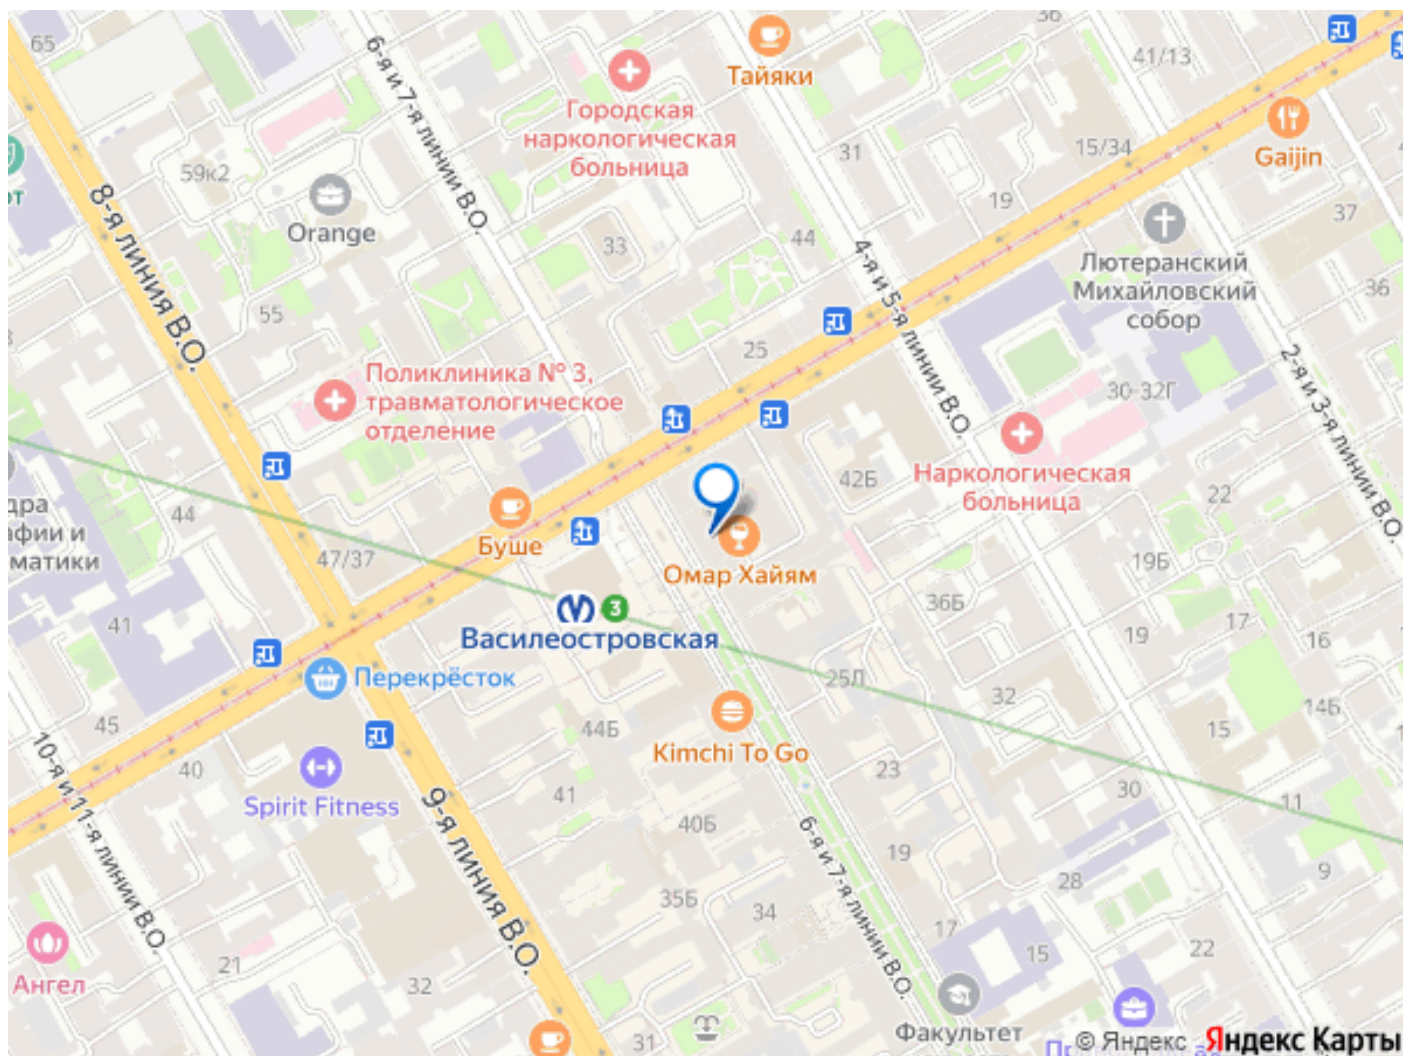 65
6-я и 7-я линии В.О.
36
41/13
Тайяки
Городская
наркологическая
больница
Gaijin
15/34
31
59к2
8-я линия В.О.
Orange
19
37
33
44
4-я и 5-я линии В.О.
Лютеранский
Михайловский
собор
36
55
25
2-я и 3-я линии В.О.
Поликлиника № 3,
травматологическое
отделение
30-32Г
Наркологическая
больница
42Б
22
44
47/37
Буше
Омар Хайям
афии и
матики
19Б
36Б
3
Василеостровская
41
19
17
16
Перекрёсток
25Л
32
14Б
15
45
44Б
10-я и 11-я линии В.О.
40
Kimchi To Go
Spirit Fitness
23
41
9-я линия В.О.
30
11
40Б
6-я и 7-я линии В.О.
19
9
28
35Б
34
17
15
22
Ангел
21
32
31
Факультет
© Яндекс Яндекс Карты